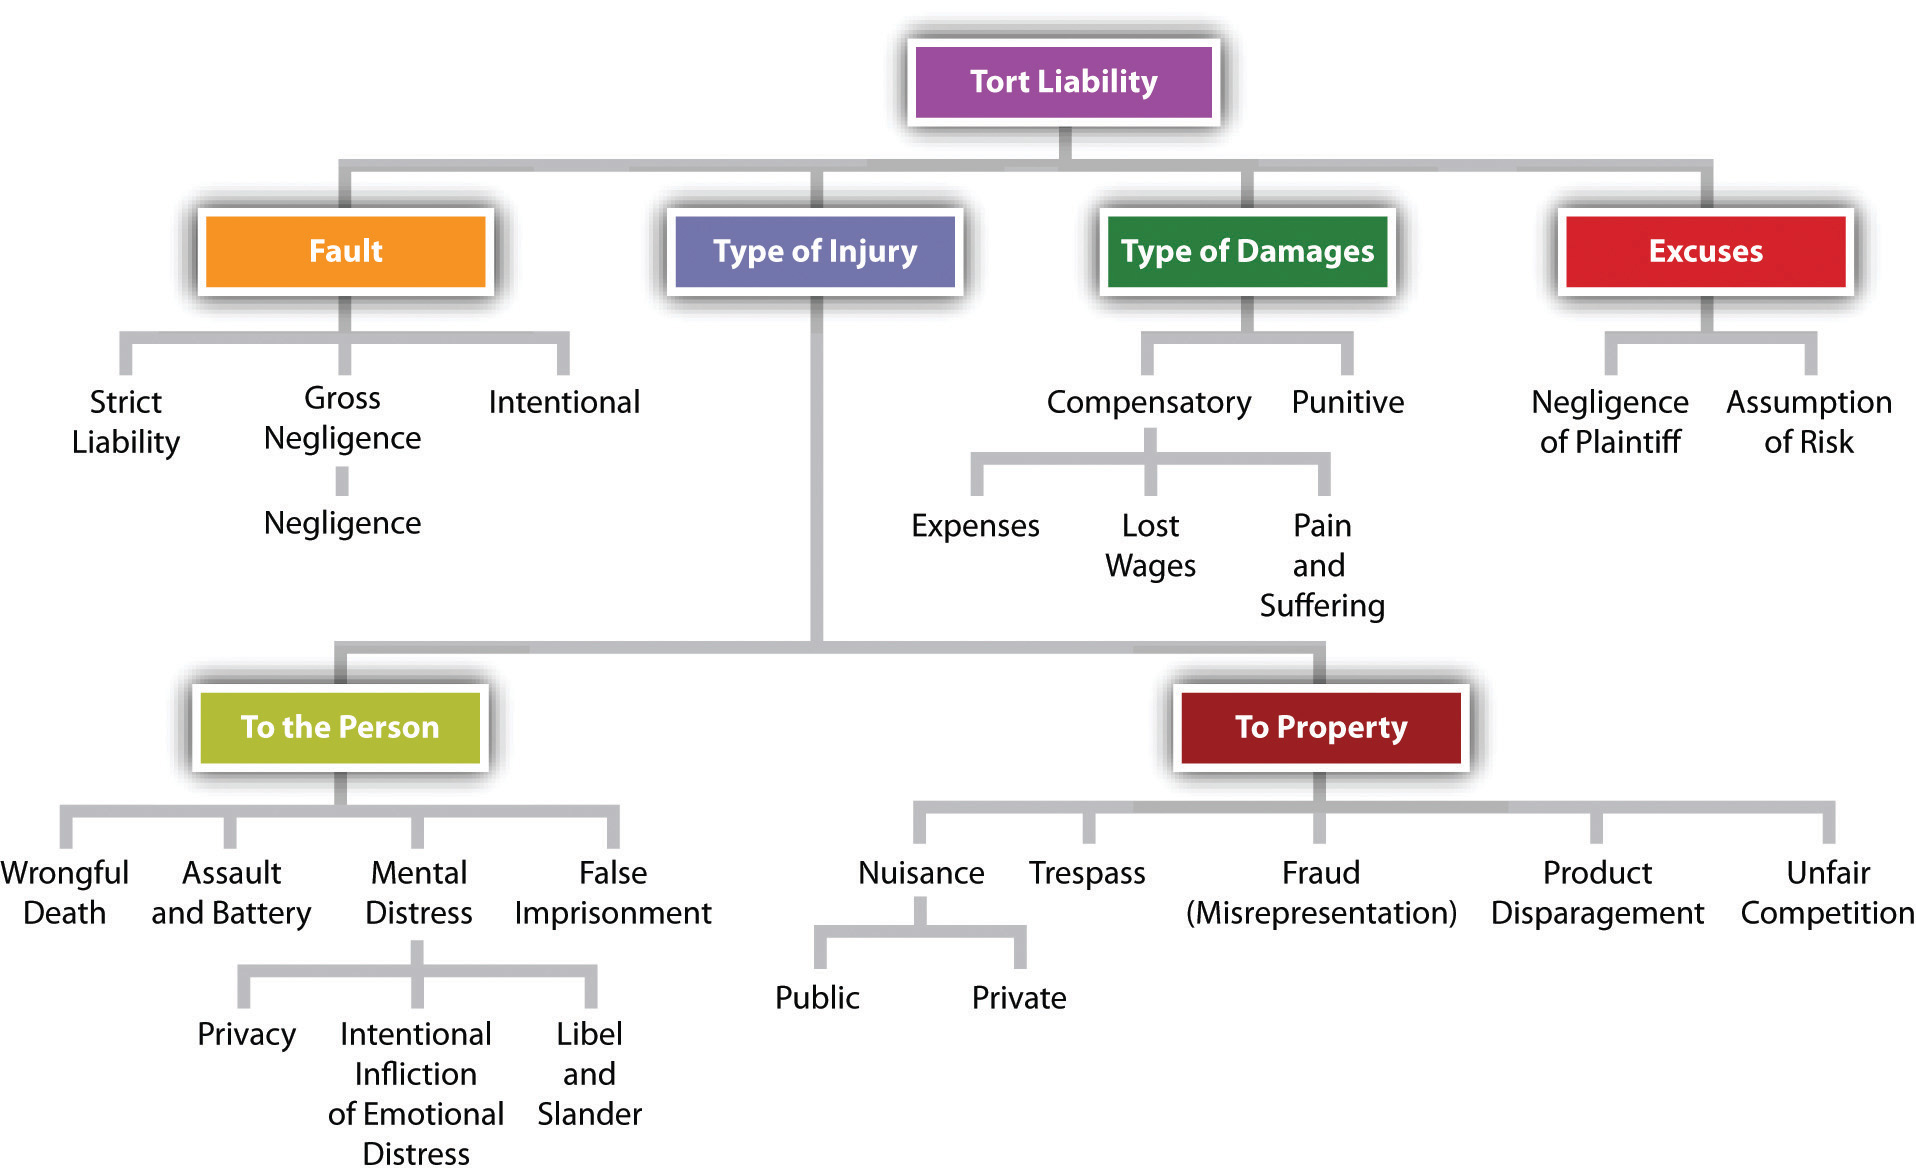 Tort Liability
Fault
Type of Injury
Type of Damages
Excuses
Strict
Liability
Gross
Negligence
Intentional
Negligence
Compensatory
Punitive
Expenses
Lost
Wages
Pain
and
Suffering
Negligence
of Plaintiff
Assumption
of Risk
To the Person
To Property
Wrongful
Death
Assault
and Battery
Mental
Distress
False
Imprisonment
Privacy
Intentional
Infliction
of Emotional
Distress
Libel
and
Slander
Nuisance
Trespass
Fraud
(Misrepresentation)
Product
Disparagement
Unfair
Competition
Public
Private